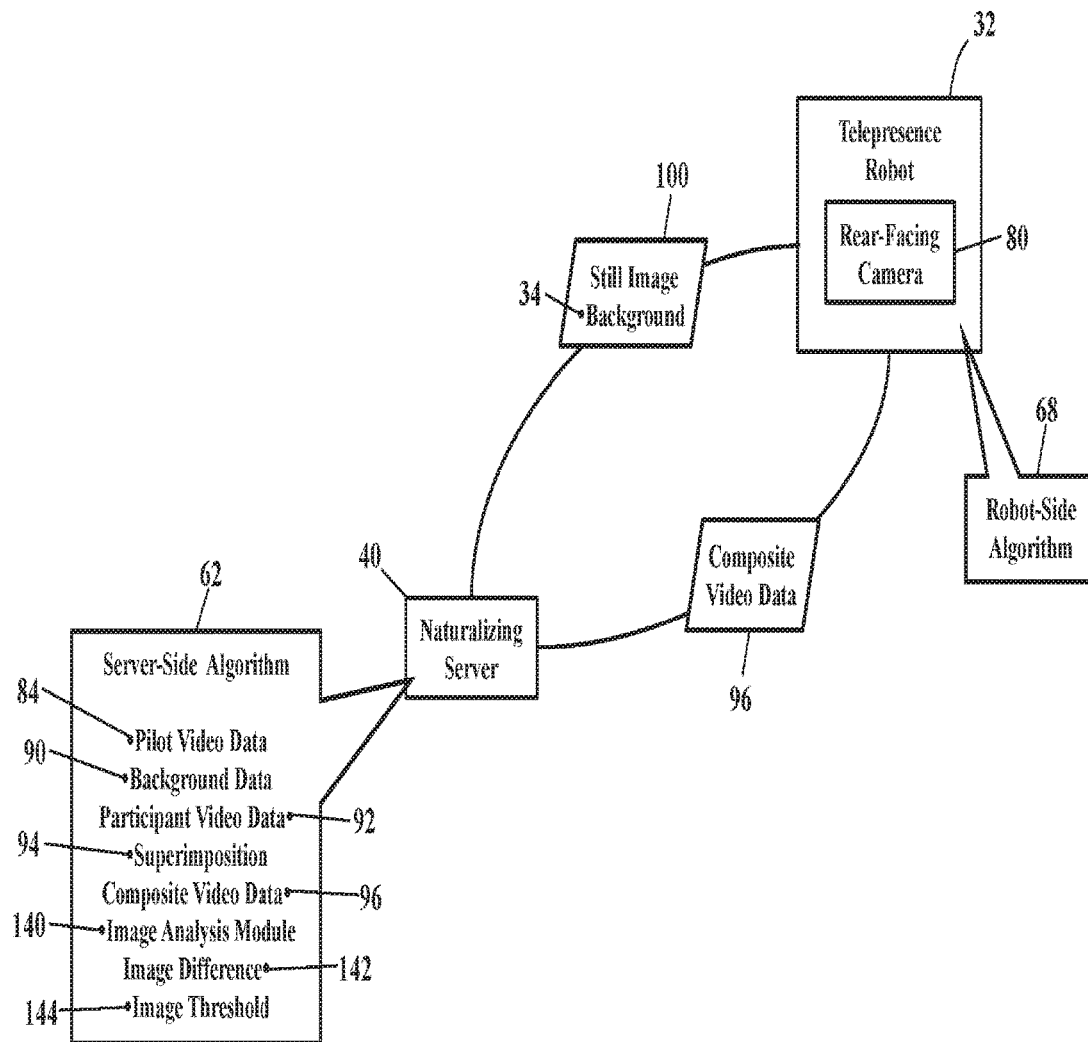 32
Telepresence
Robot
Rear-Facing
Camera
80
100
Still Image
34
Background
68
Robot-Side
Algorithm
Composite
Video Data
96
40
Naturalizing
Server
62
Server-Side Algorithm
84
Pilot Video Data
90
Background Data
Participant Video Data
92
94
Superimposition
Composite Video Data
96
140
Image Analysis Module
Image Difference
142
144
Image Threshold